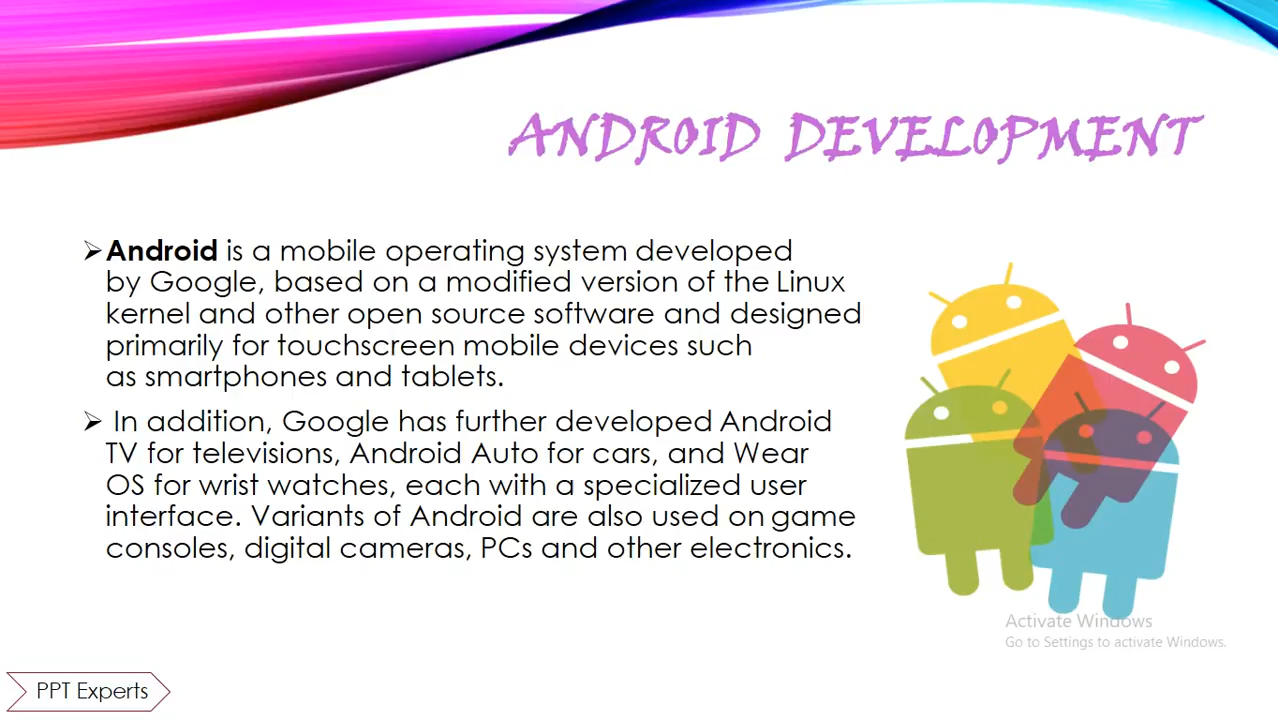 ANDROID DEVELOPMENT
➢Android is a mobile operating system developed
by Google, based on a modified version of the Linux
kernel and other open source software and designed
primarily for touchscreen mobile devices such
as smartphones and tablets.
➢ In addition, Google has further developed Android
TV for televisions, Android Auto for cars, and Wear
OS for wrist watches, each with a specialized user
interface. Variants of Android are also used on game
consoles, digital cameras, PCs and other electronics.
Activate Windows
Go to Settings to activate Windows.
PPT Experts